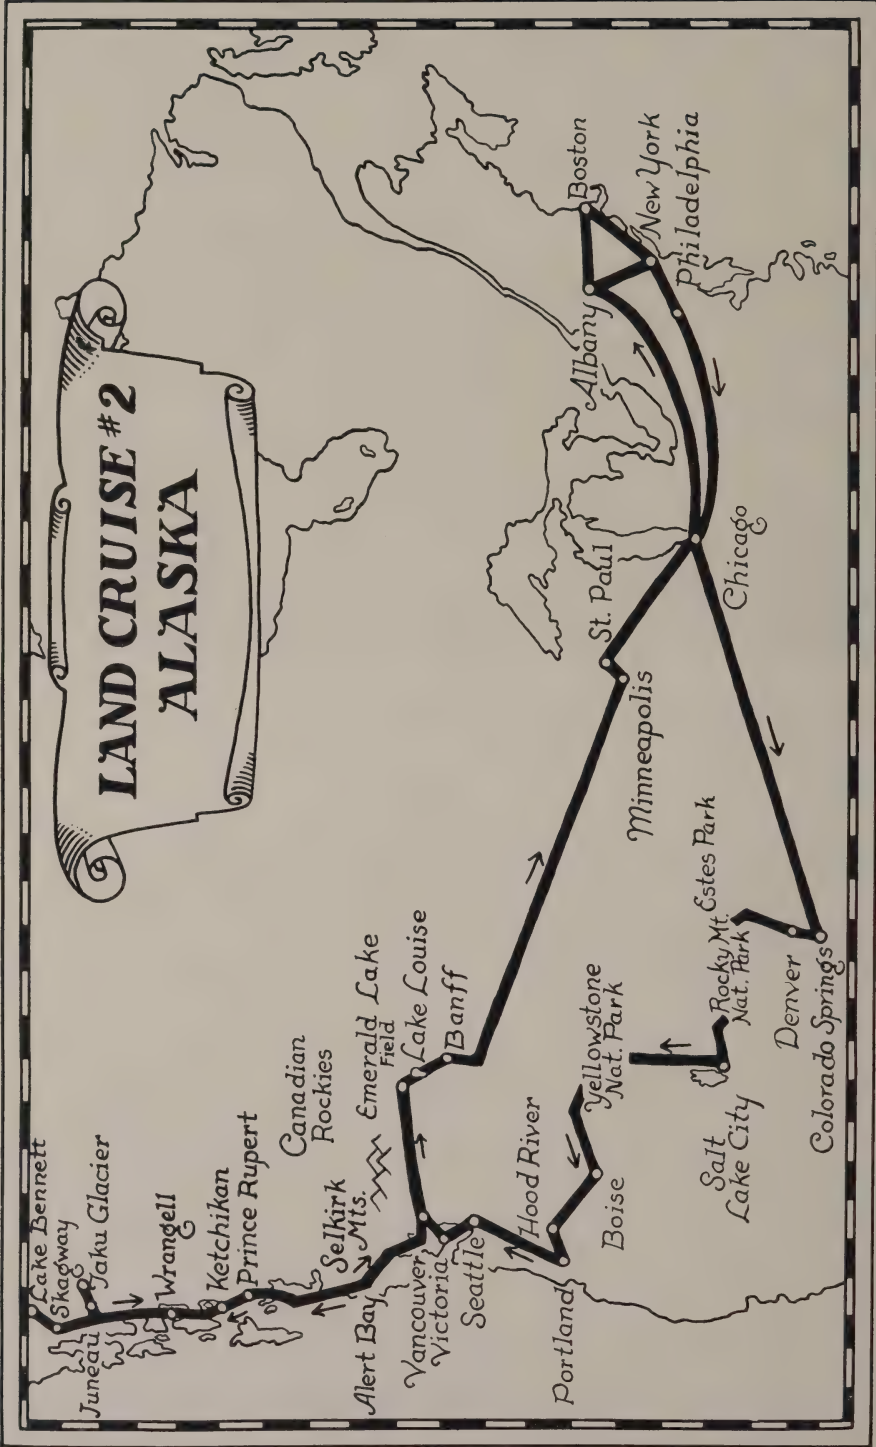 LAND CRUISE #2
ALASKA
Lake Bennett
Skagway
Taku Glacier
Juneau
Wrangell
Ketchikan
Prince Rupert
Canadian
Rockies
Selkirk
Mts.
Alert Bay
Emerald Lake
Field
Lake Louise
Banff
Vancouver
Victoria
Seattle
Hood River
Portland
Boise
Yellowstone
Nat. Park
Salt
Lake City
Rocky Mt.
Nat. Park
Estes Park
Denver
Colorado Springs
Minneapolis
St. Paul
Chicago
Albany
Boston
New York
Philadelphia